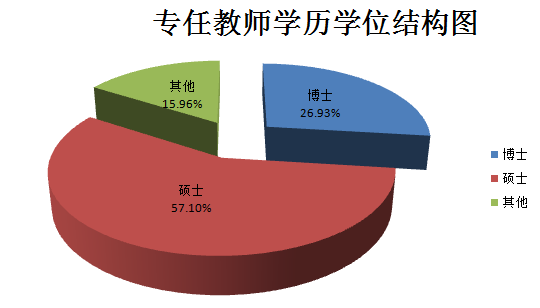 专任教师学历学位结构图
其他
15.96%
博士
26.93%
硕士
57.10%
博士
硕士
其他